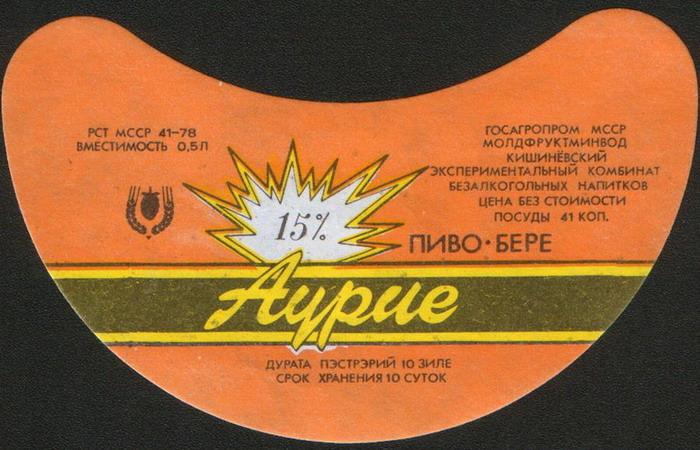 РСТ МССР 41-78
ВМЕСТИМОСТЬ 0,5Л
ГОСАГРОПРОМ МССР
МОЛДФРУКТМИНВОД
КИШИНЁВСКИЙ
ЭКСПЕРИМЕНТАЛЬНЫЙ КОМБИНАТ
БЕЗАЛКОГОЛЬНЫХ НАПИТКОВ
ЦЕНА БЕЗ СТОИМОСТИ
ПОСУДЫ 41 КОП.
15%
ПИВО·БЕРЕ
Аурие
ДУРАТА ПЭСТРЭРИЙ 10 ЗИЛЕ
СРОК ХРАНЕНИЯ 10 СУТОК